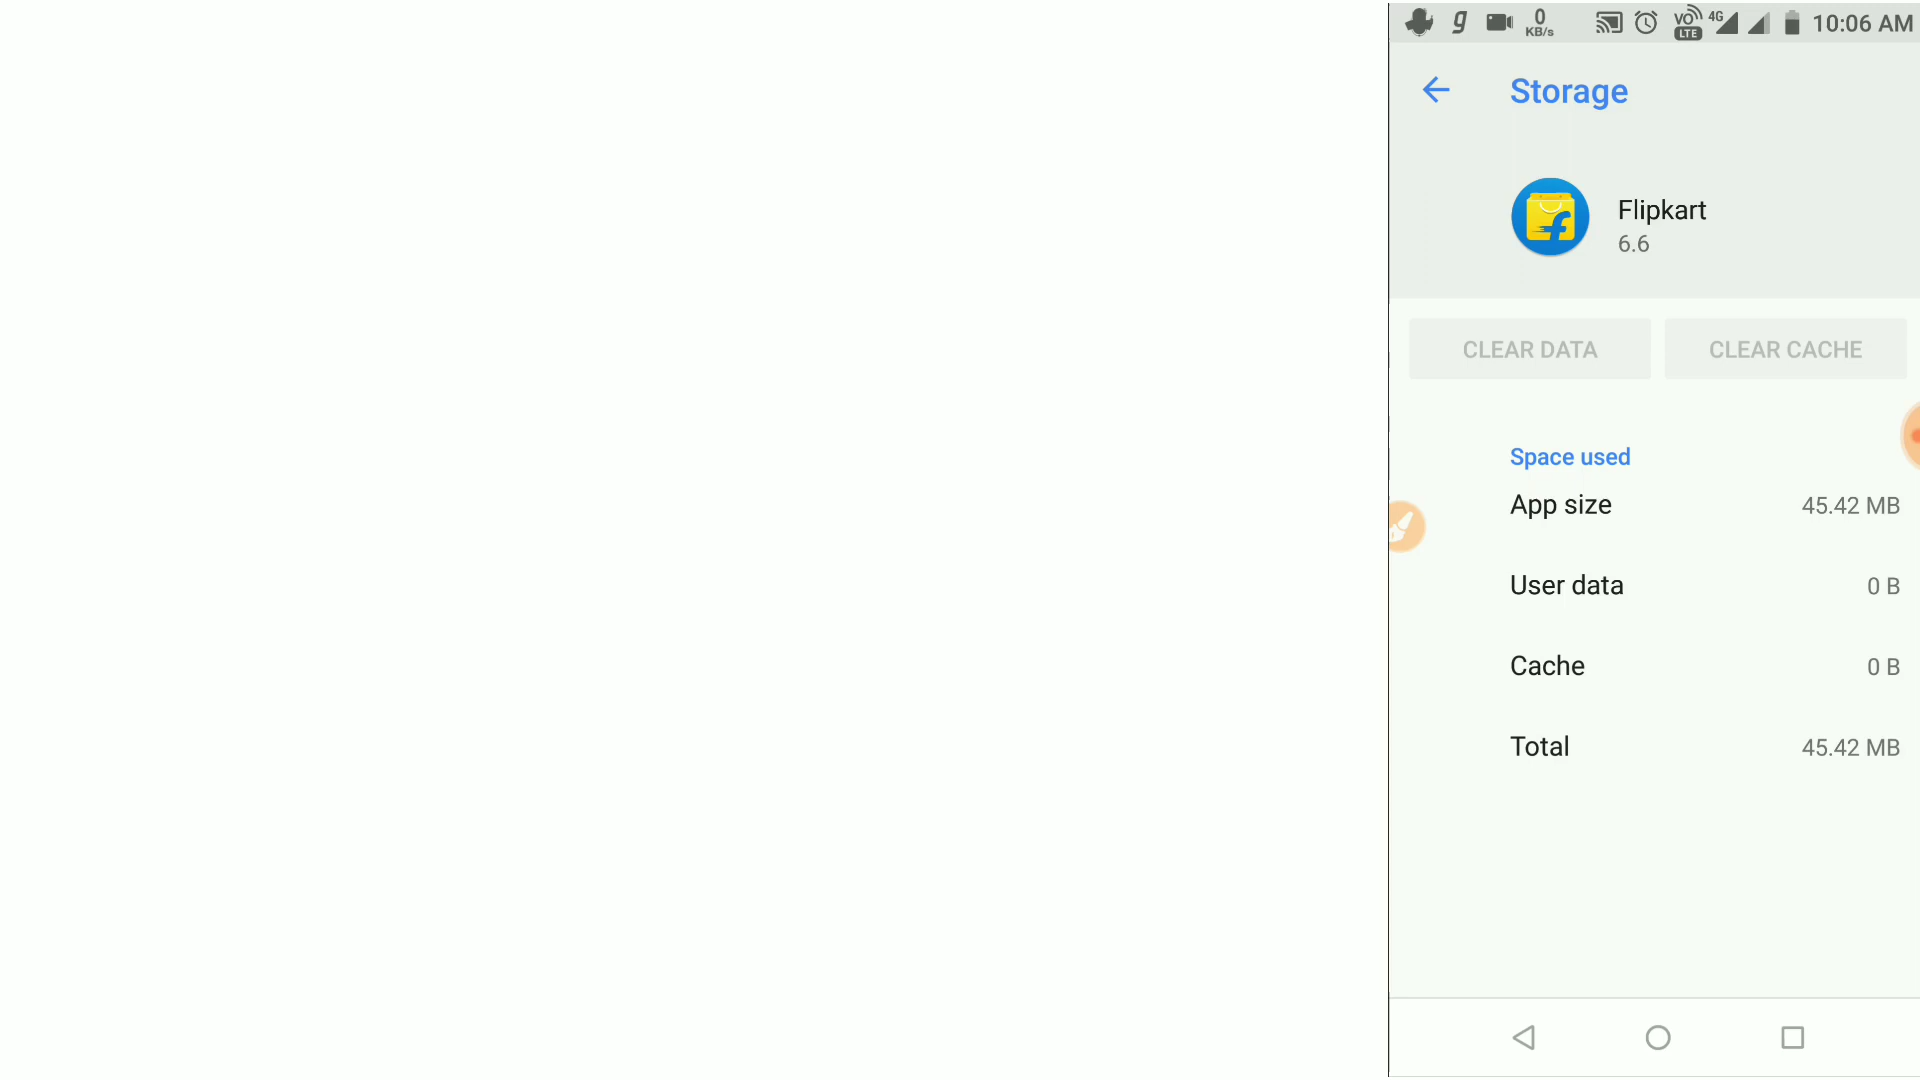 g 0 KB/s VO LTE 4G 10:06 AM
Storage
Flipkart
6.6
CLEAR DATA CLEAR CACHE
Space used
App size 45.42 MB
User data 0 B
Cache 0 B
Total 45.42 MB